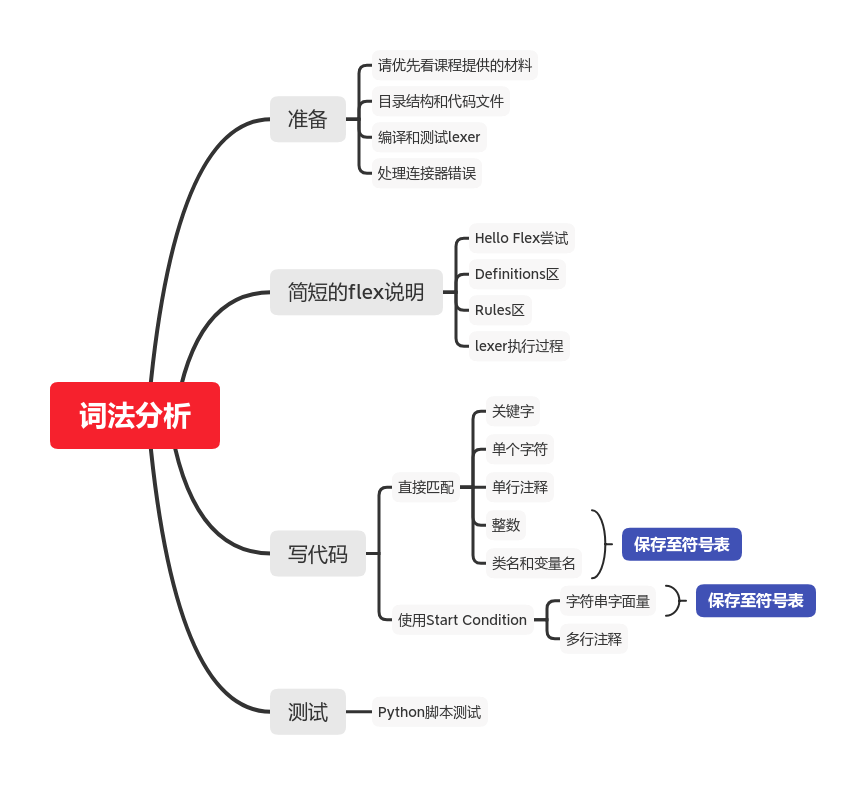 词法分析
准备
请优先看课程提供的材料
目录结构和代码文件
编译和测试lexer
处理连接器错误
简短的flex说明
Hello Flex尝试
Definitions区
Rules区
lexer执行过程
写代码
直接匹配
关键字
单个字符
单行注释
整数
类名和变量名
保存至符号表
使用Start Condition
字符串字面量
保存至符号表
多行注释
测试
Python脚本测试